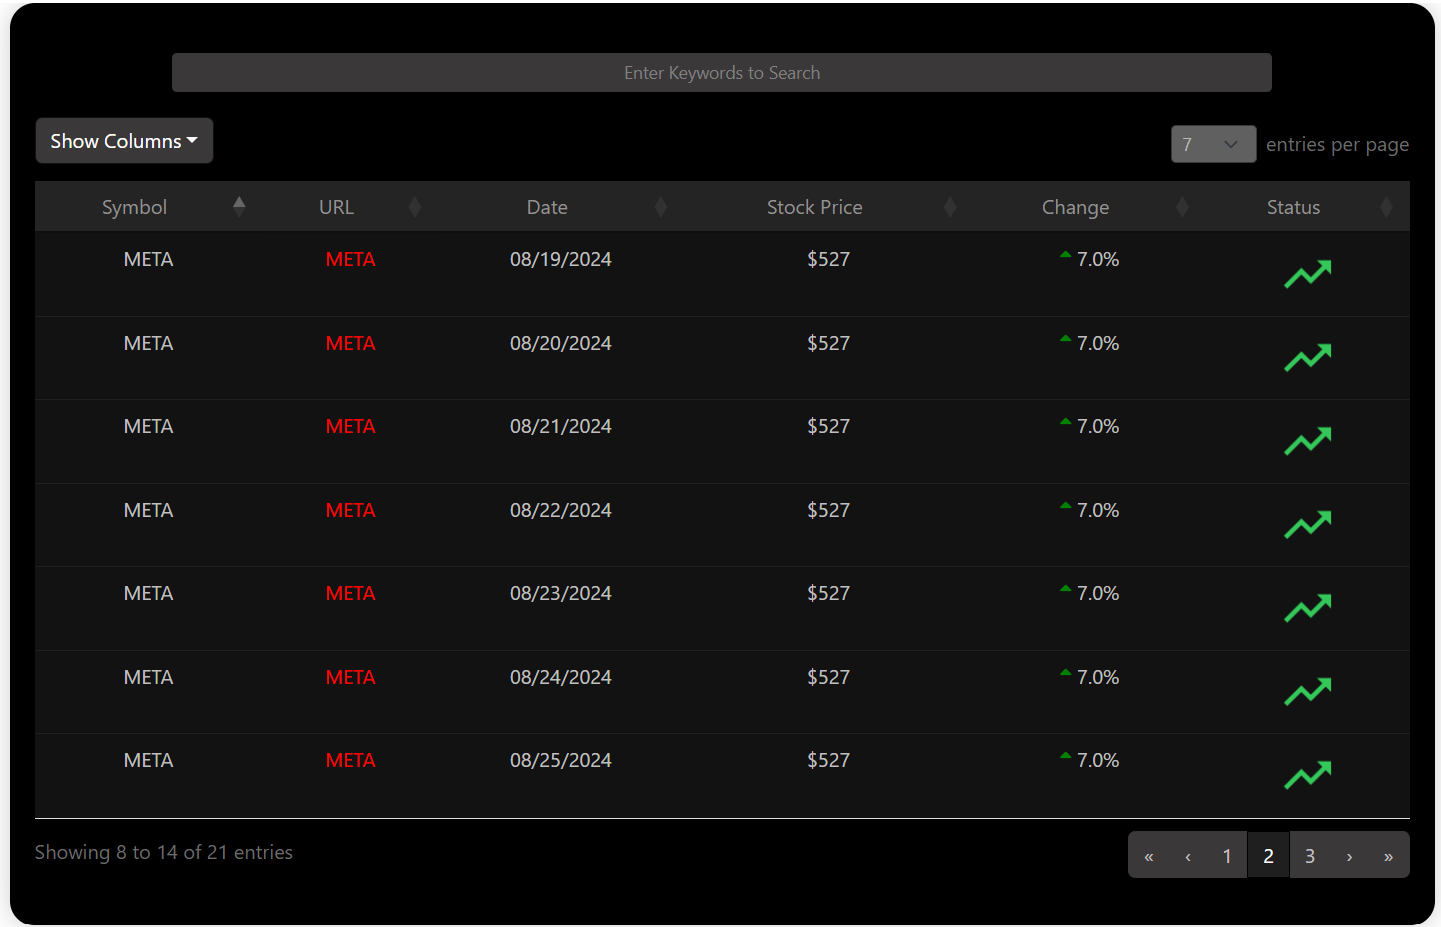 Enter Keywords to Search
Show Columns
7 entries per page
Symbol URL Date Stock Price Change Status
META META 08/19/2024 $527 7.0%
META META 08/20/2024 $527 7.0%
META META 08/21/2024 $527 7.0%
META META 08/22/2024 $527 7.0%
META META 08/23/2024 $527 7.0%
META META 08/24/2024 $527 7.0%
META META 08/25/2024 $527 7.0%
Showing 8 to 14 of 21 entries
« ‹ 1 2 3 › »